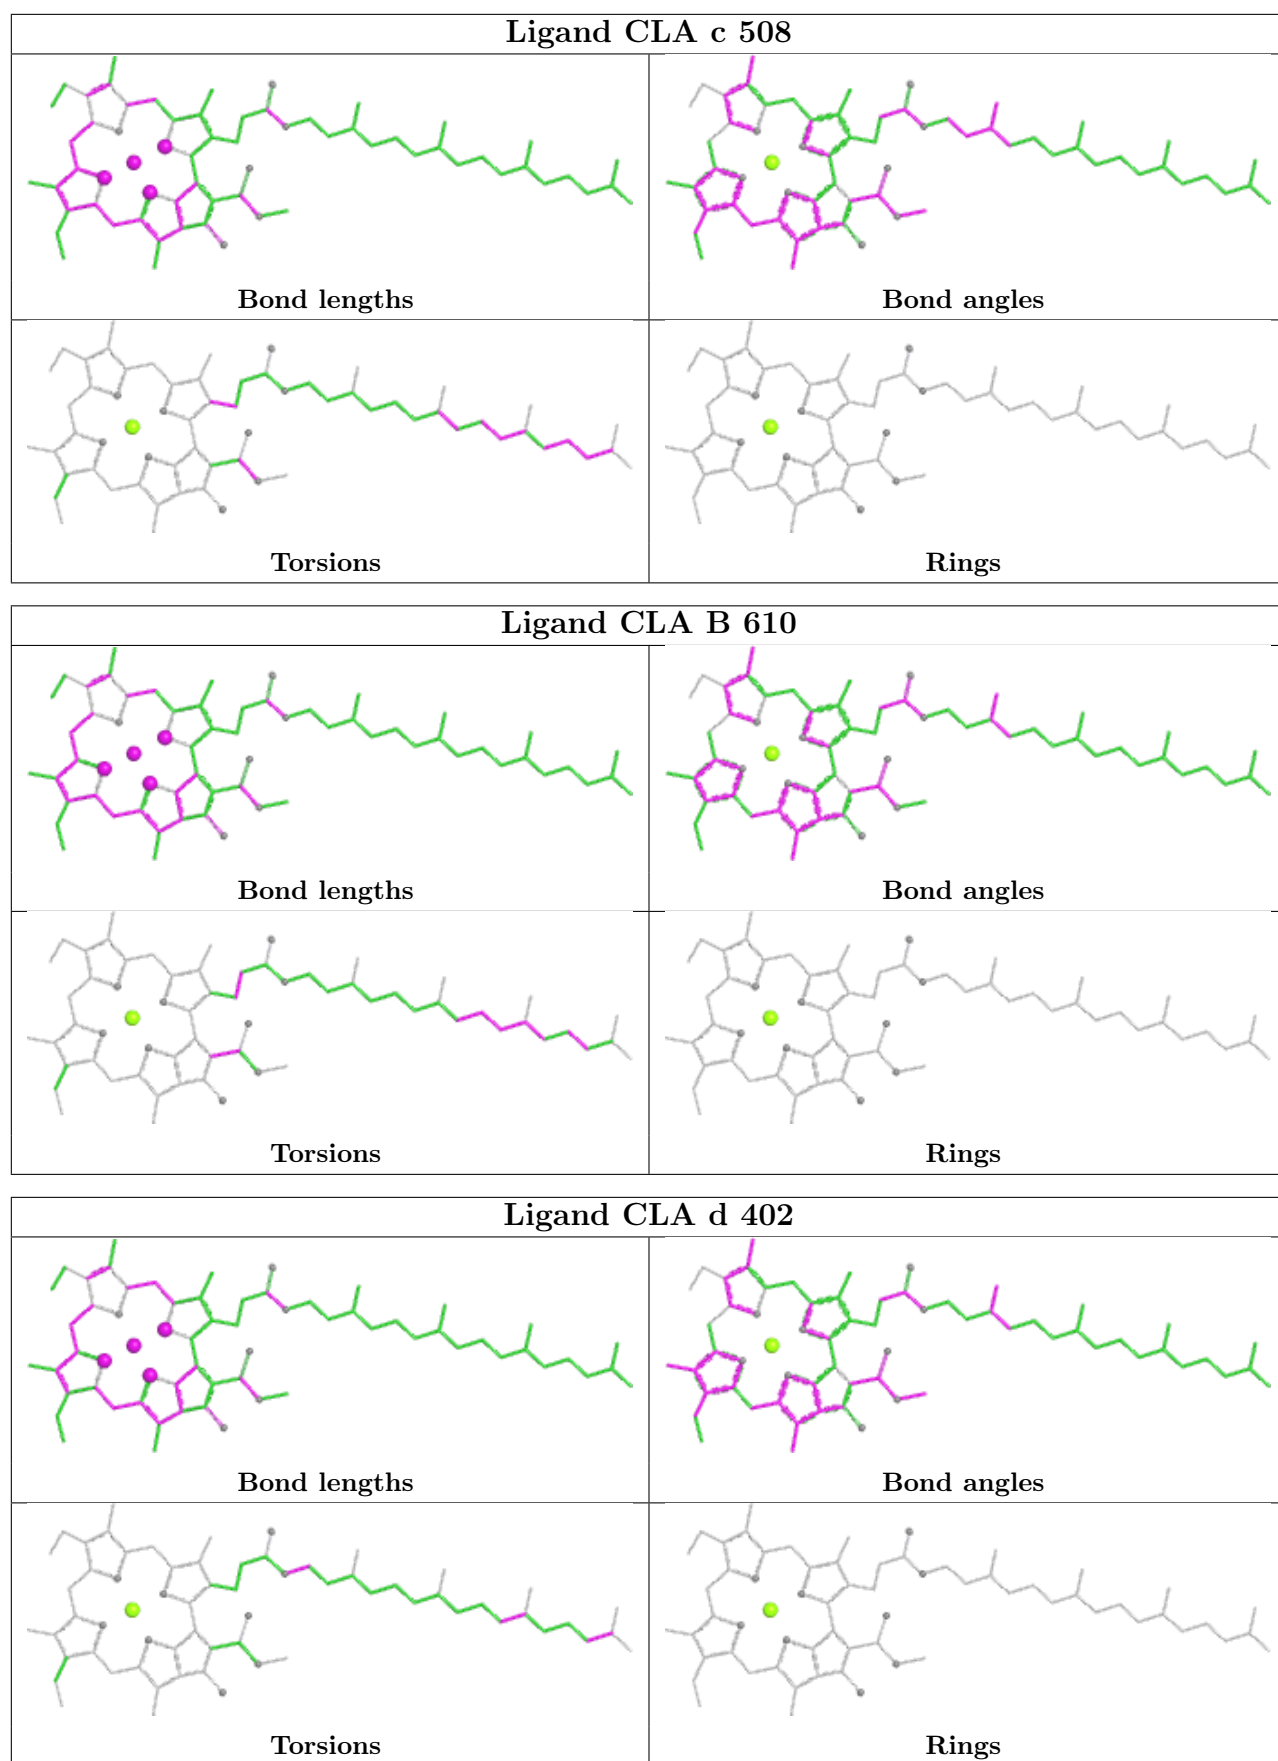 Ligand CLA c 508
Bond lengths
Bond angles
Torsions
Rings
Ligand CLA B 610
Bond lengths
Bond angles
Torsions
Rings
Ligand CLA d 402
Bond lengths
Bond angles
Torsions
Rings